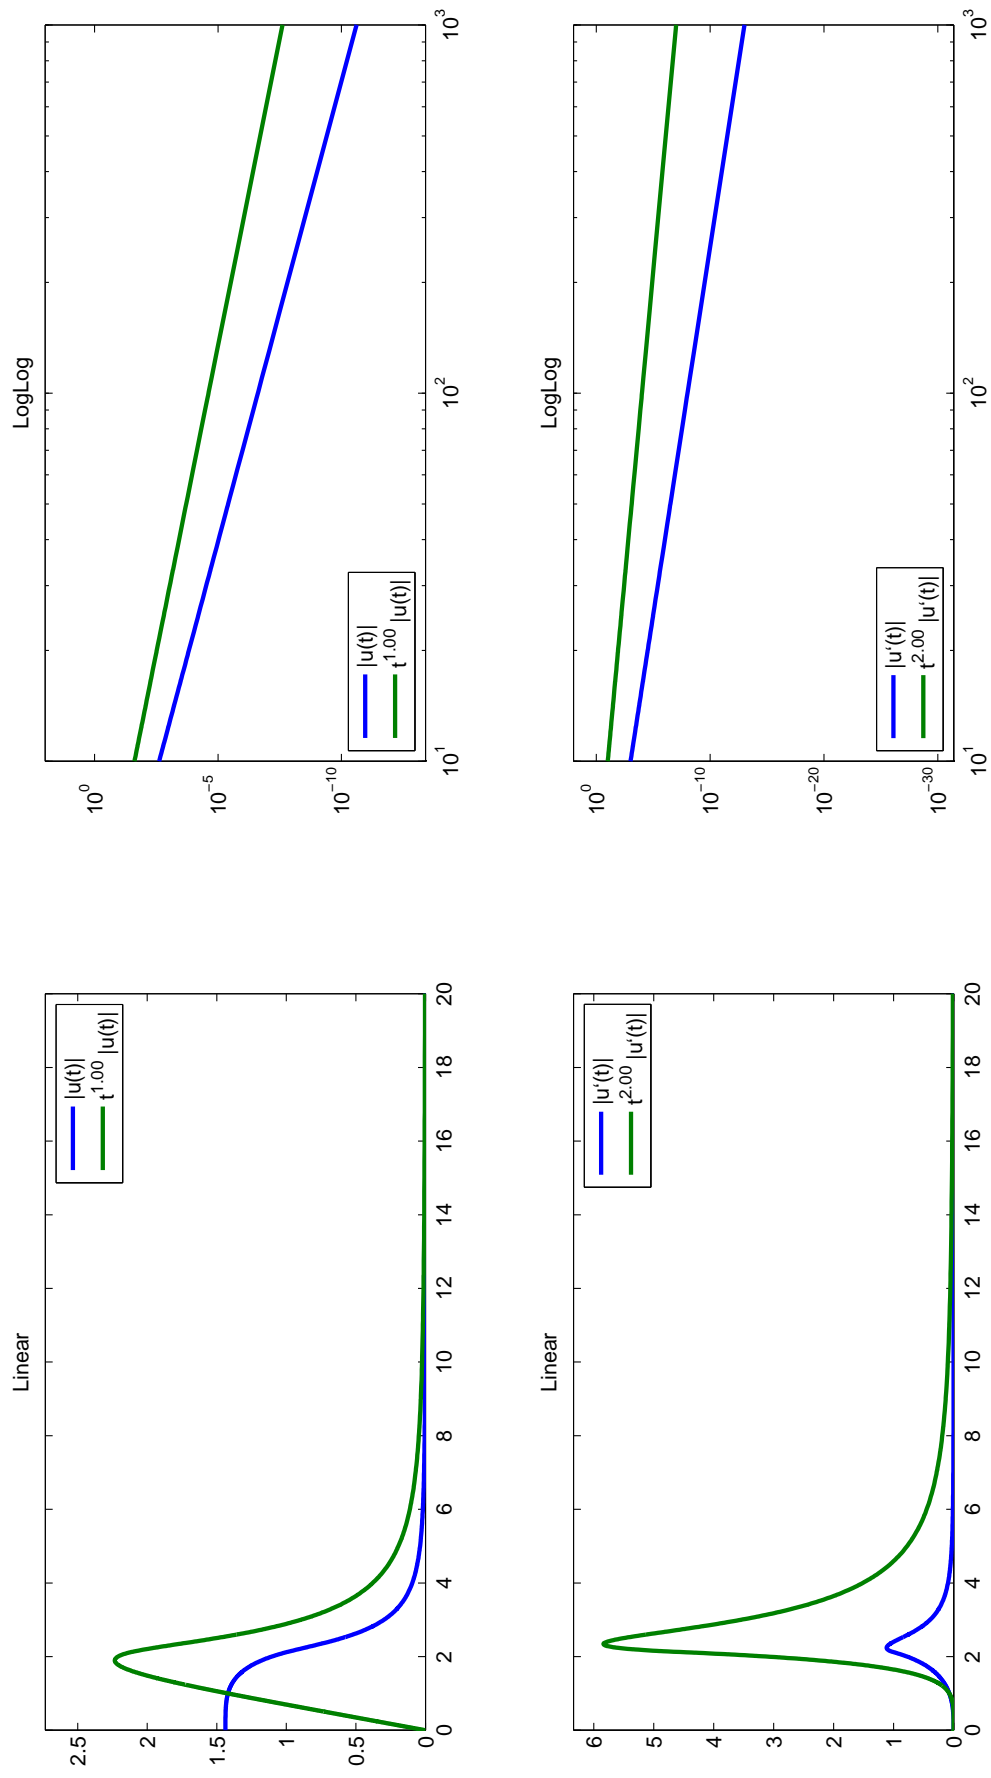 Linear
2.5
2
1.5
1
0.5
0
0 2 4 6 8 10 12 14 16 18 20
|u(t)|
t^1.00 |u(t)|
LogLog
10^0
10^−5
10^−10
10^1 10^2 10^3
|u(t)|
t^1.00 |u(t)|
Linear
6
5
4
3
2
1
0
0 2 4 6 8 10 12 14 16 18 20
|u‘(t)|
t^2.00 |u‘(t)|
LogLog
10^0
10^−10
10^−20
10^−30
10^1 10^2 10^3
|u‘(t)|
t^2.00 |u‘(t)|